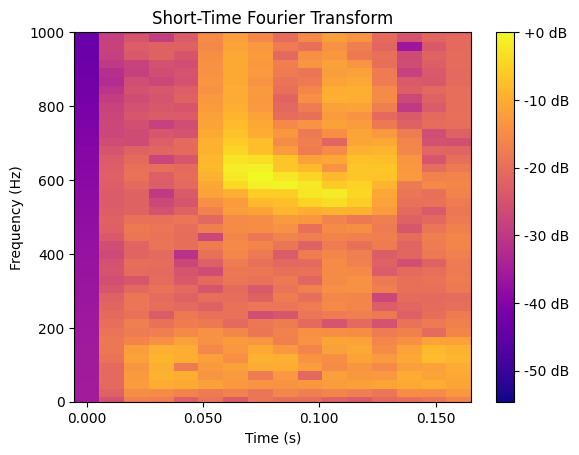 Short-Time Fourier Transform
1000
800
600
400
200
0
Frequency (Hz)
0.000
0.050
0.100
0.150
Time (s)
+0 dB
-10 dB
-20 dB
-30 dB
-40 dB
-50 dB